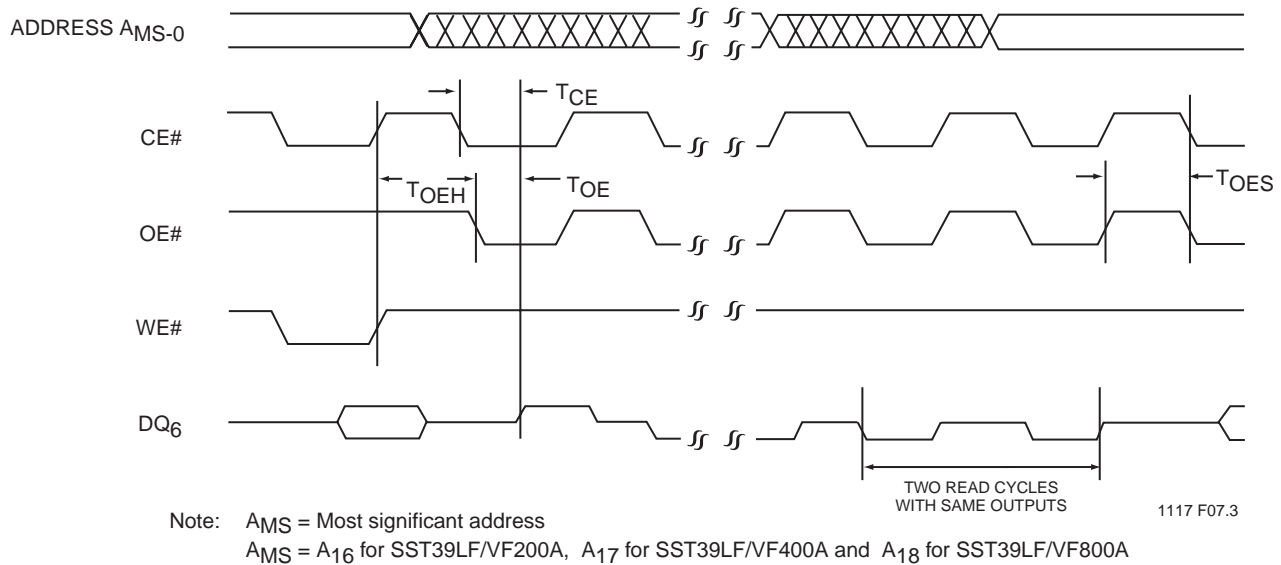 ADDRESS AMS-0
TCE
CE#
TOEH
TOE
TOES
OE#
WE#
DQ6
TWO READ CYCLES
WITH SAME OUTPUTS
1117 F07.3
Note: AMS = Most significant address
AMS = A16 for SST39LF/VF200A, A17 for SST39LF/VF400A and A18 for SST39LF/VF800A